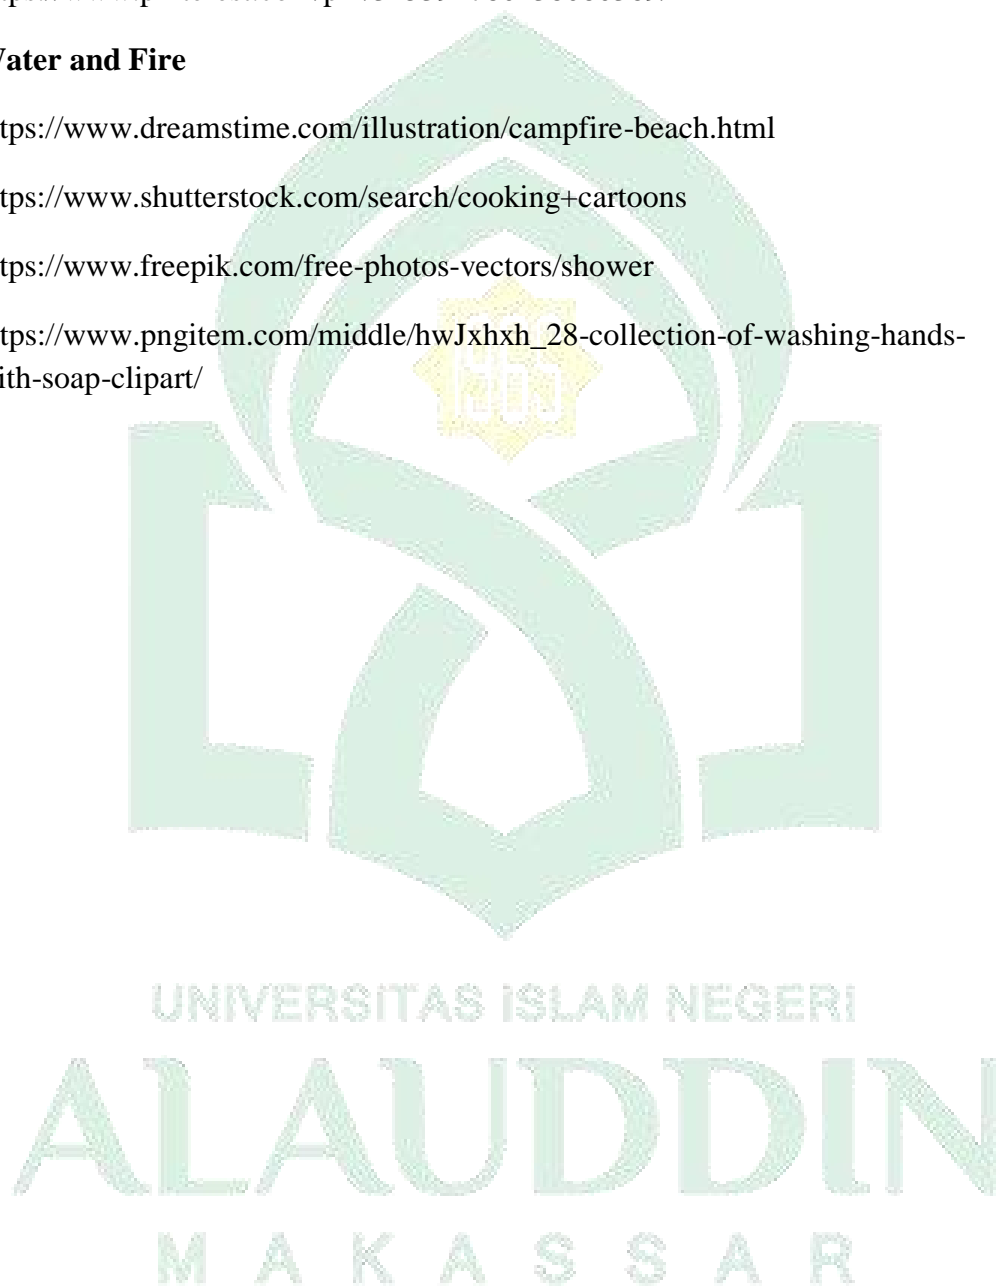 Water and Fire
tps://www.dreamstime.com/illustration/campfire-beach.html
tps://www.shutterstock.com/search/cooking+cartoons
tps://www.freepik.com/free-photos-vectors/shower
tps://www.pngitem.com/middle/hwJxhxh_28-collection-of-washing-hands-
ith-soap-clipart/
1965
UNIVERSITAS ISLAM NEGERI
ALAUDDIN
MAKASSAR